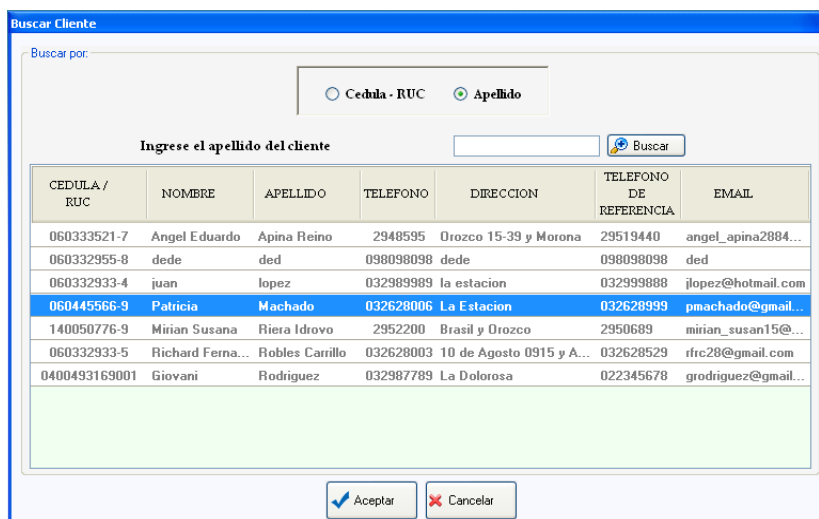 Buscar Cliente
Buscar por:
Cedula - RUC Apellido
Ingrese el apellido del cliente Buscar
CEDULA / RUC NOMBRE APELLIDO TELEFONO DIRECCION TELEFONO DE REFERENCIA EMAIL
060333521-7 Angel Eduardo Apina Reino 2948595 Orozco 15-39 y Morona 29519440 angel_apina2884...
060332955-8 dede ded 098098098 dede 098098098 ded
060332933-4 juan lopez 032989989 la estacion 032999888 jlopez@hotmail.com
060445566-9 Patricia Machado 032628006 La Estacion 032628999 pmachado@gmail...
140050776-9 Mirian Susana Riera Idrovo 2952200 Brasil y Orozco 2950689 mirian_susan15@...
060332933-5 Richard Ferna... Robles Carrillo 032628003 10 de Agosto 0915 y A... 032628529 rfrc28@gmail.com
0400493169001 Giovani Rodriguez 032987789 La Dolorosa 022345678 grodriguez@gmail...
Aceptar Cancelar